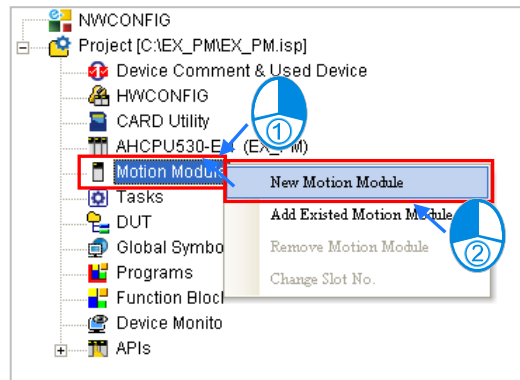 NWCONFIG
Project [C:\EX_PM\EX_PM.isp]
Device Comment & Used Device
HWCONFIG
CARD Utility
①
AHCPU530-E (EX_PM)
Motion Module
New Motion Module
Tasks
Add Existed Motion Module
DUT
②
Global Symbo
Remove Motion Module
Programs
Change Slot No.
Function Block
Device Monito
APIs